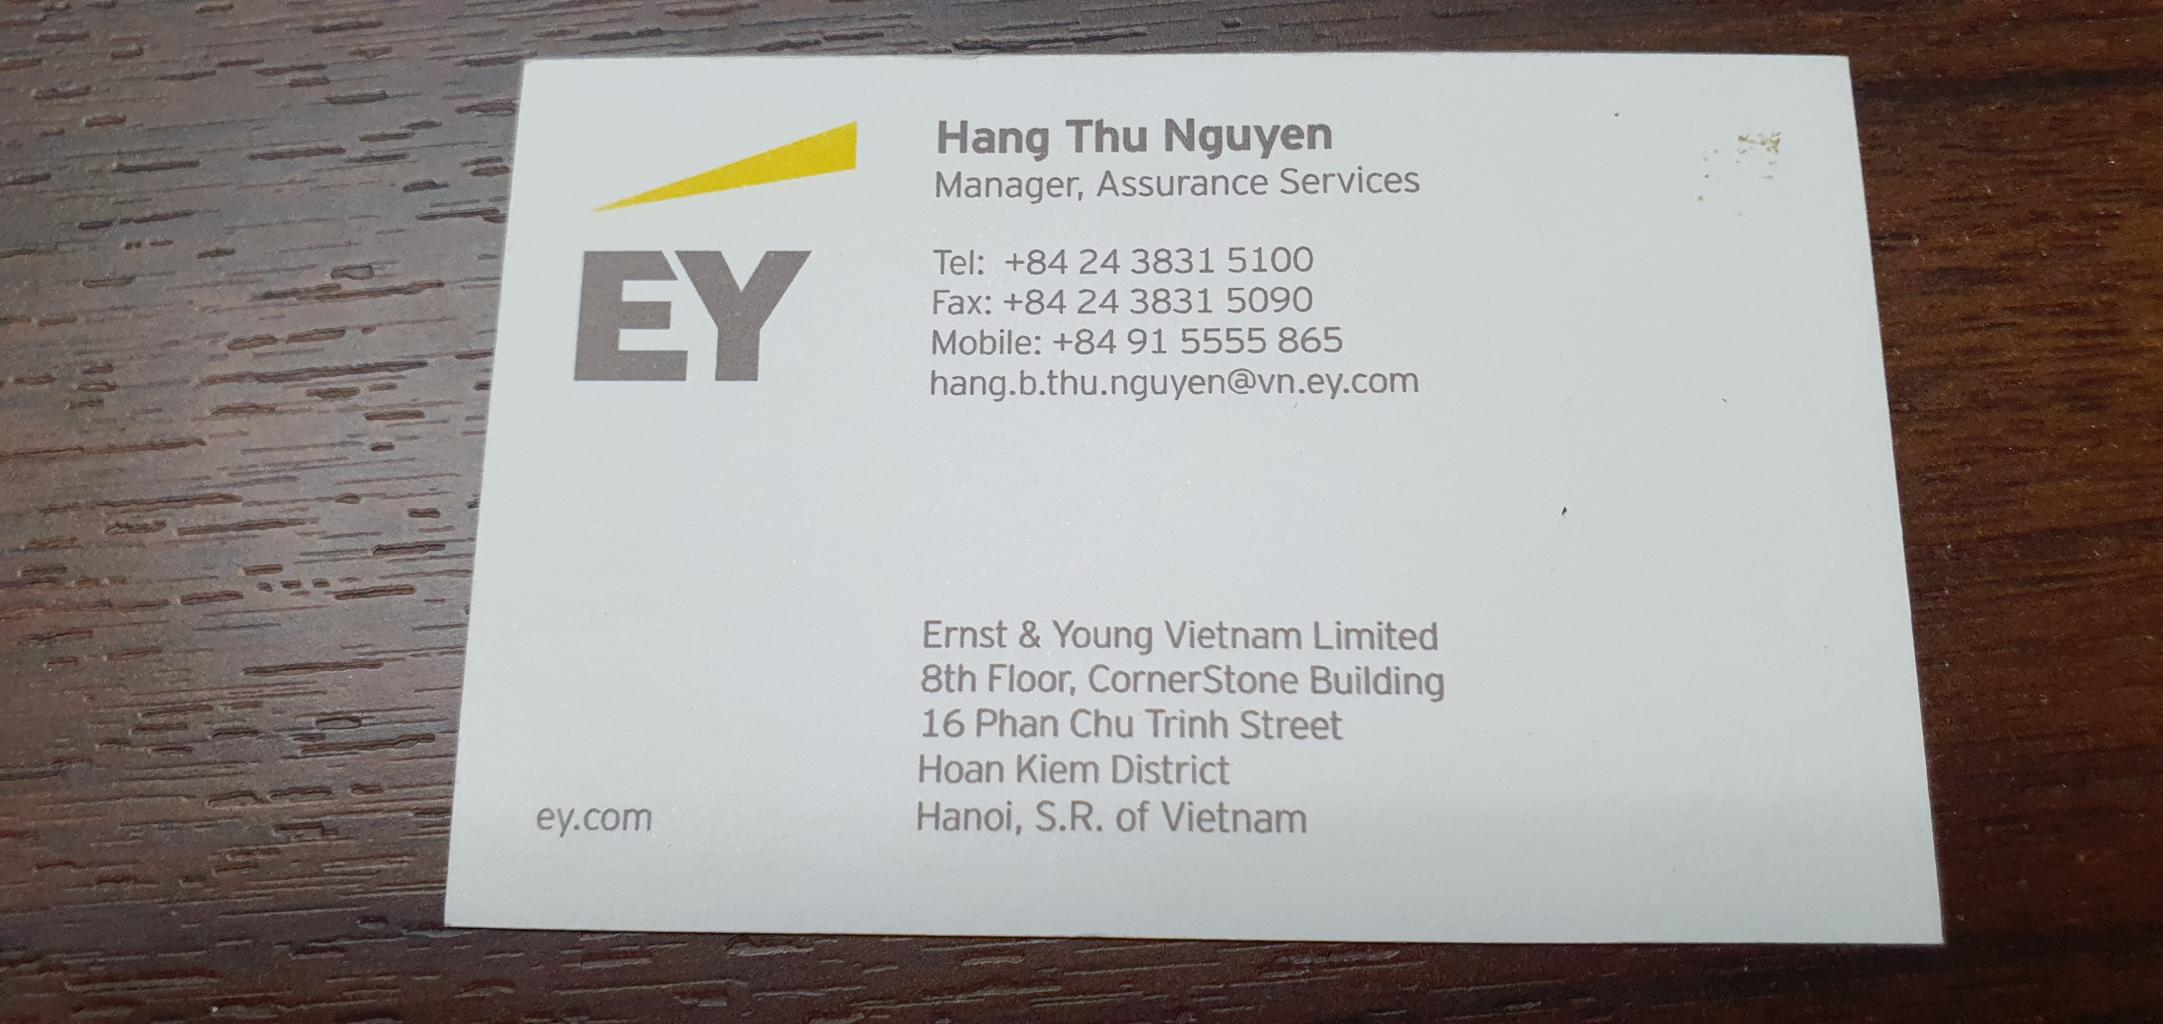 Hang Thu Nguyen
Manager, Assurance Services
EY
Tel: +84 24 3831 5100
Fax: +84 24 3831 5090
Mobile: +84 91 5555 865
hang.b.thu.nguyen@vn.ey.com
Ernst & Young Vietnam Limited
8th Floor, CornerStone Building
16 Phan Chu Trinh Street
Hoan Kiem District
Hanoi, S.R. of Vietnam
ey.com